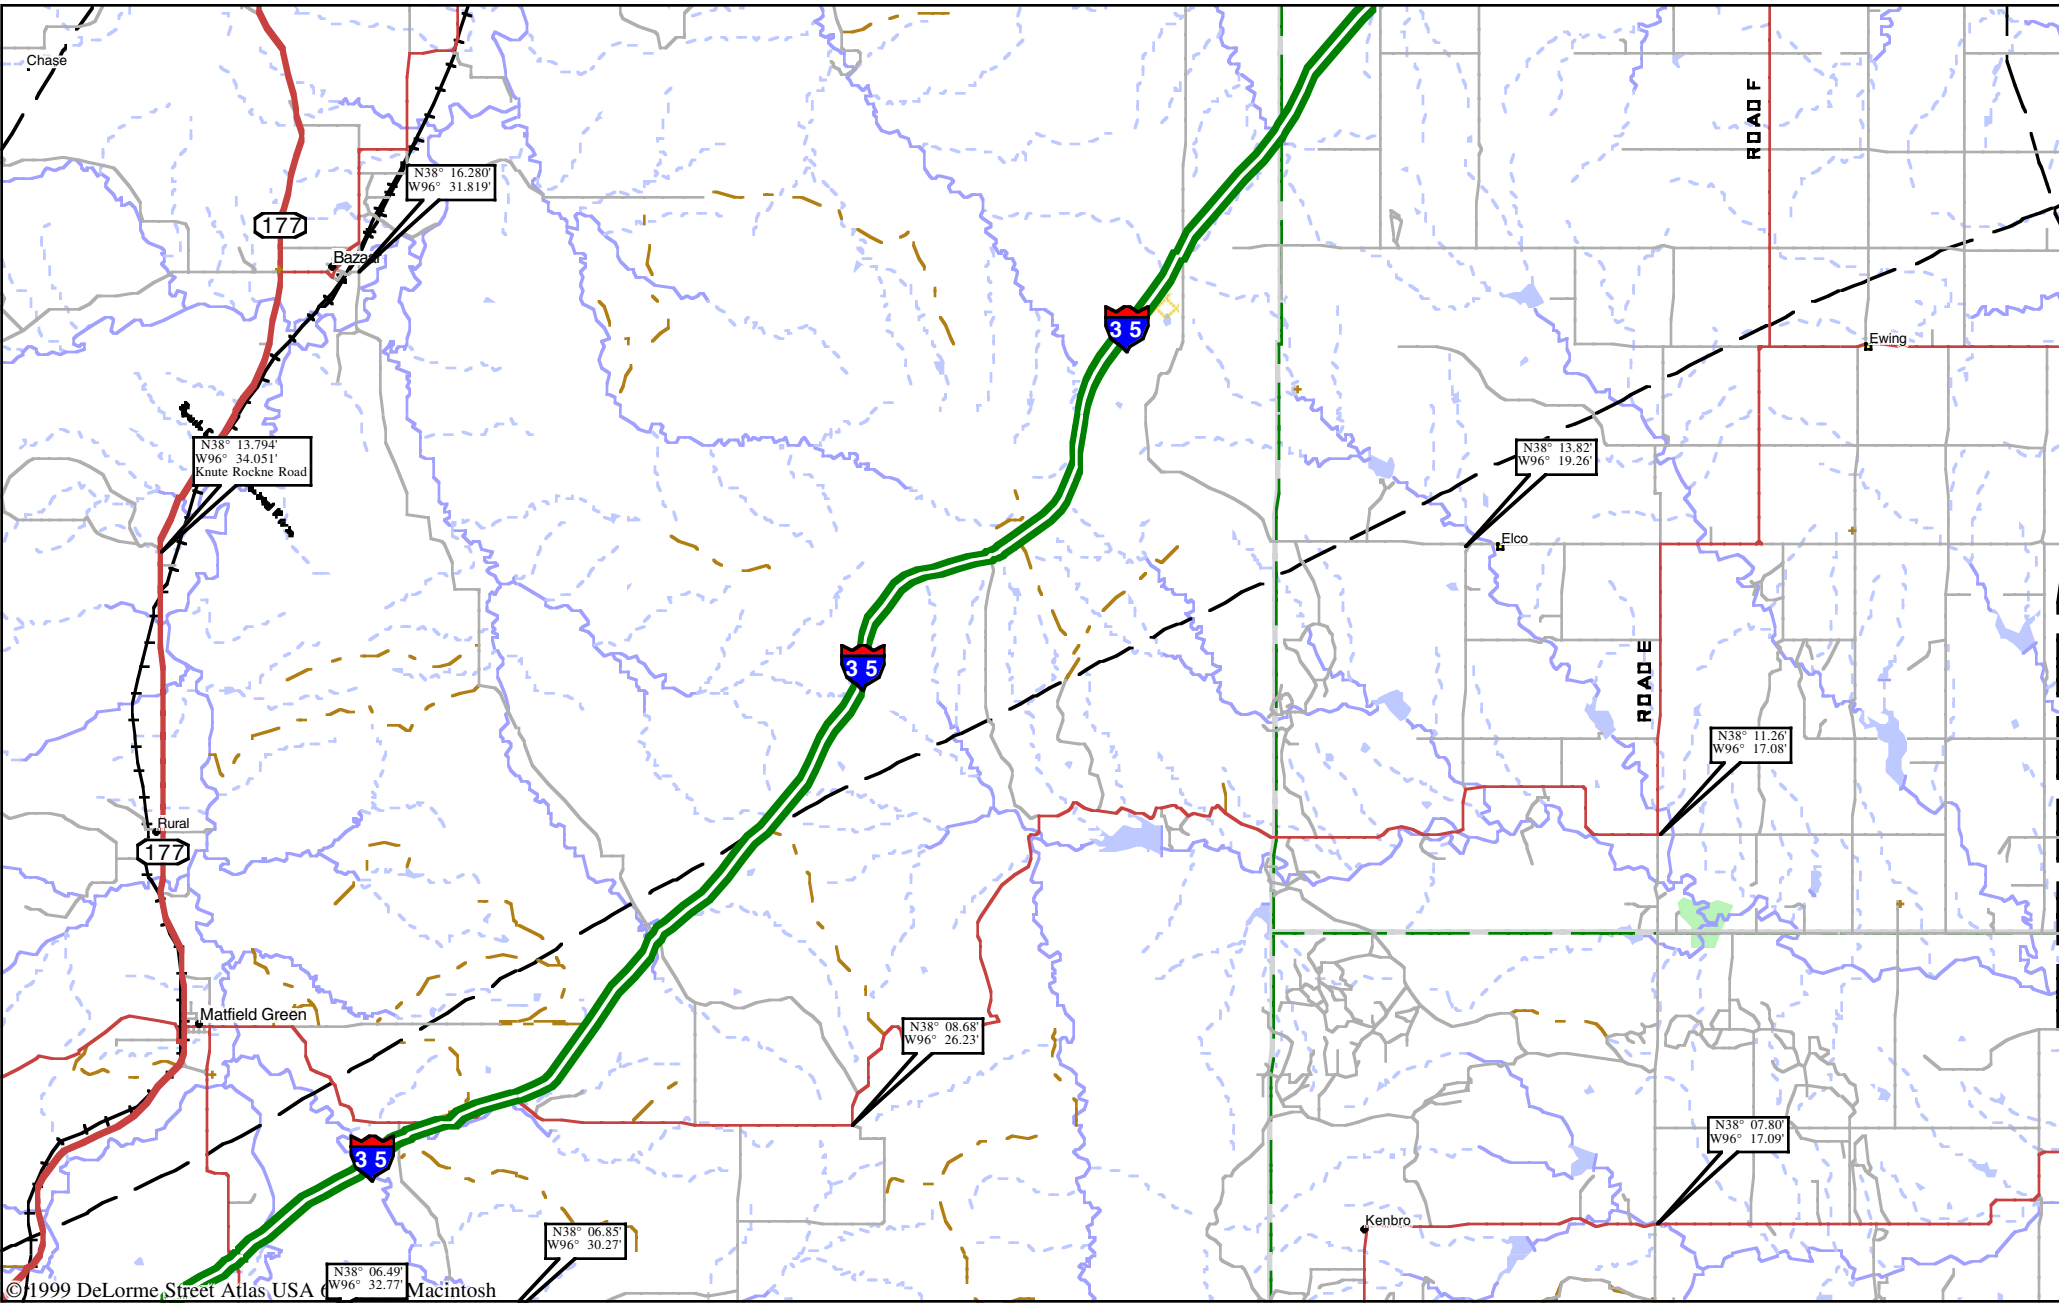 Chase
ROAD F
N38° 16.280'
W96° 31.819'
177
Bazaar
35
Ewing
N38° 13.794'
W96° 34.051'
Knute Rockne Road
N38° 13.82'
W96° 19.26'
Elco
35
ROAD E
N38° 11.26'
W96° 17.08'
Rural
177
Matfield Green
N38° 08.68'
W96° 26.23'
N38° 07.80'
W96° 17.09'
35
Kenbro
N38° 06.85'
W96° 30.27'
N38° 06.49'
W96° 32.77'
© 1999 DeLorme Street Atlas USA Macintosh